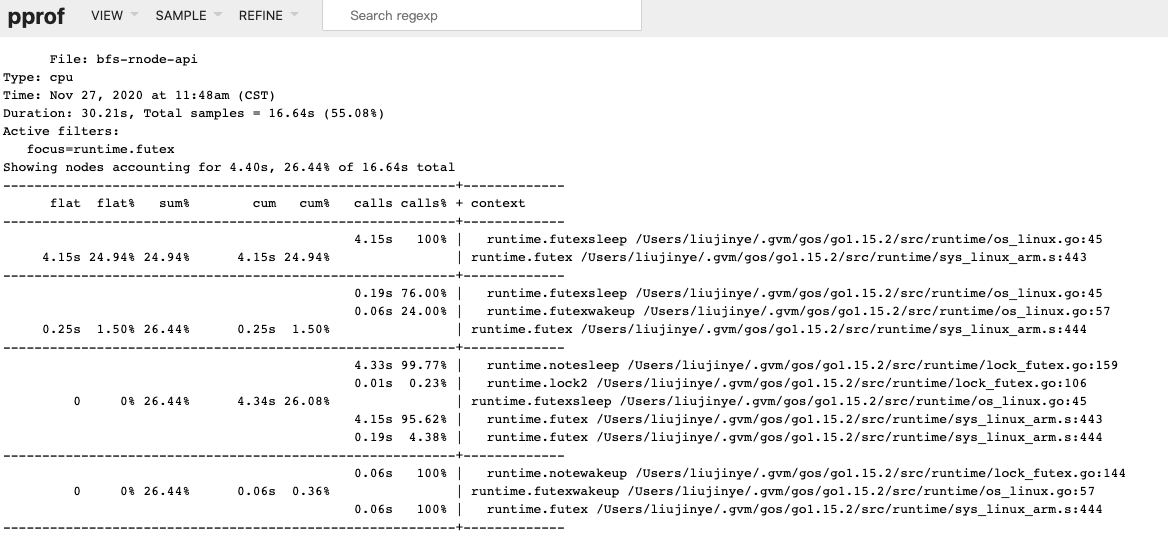 pprof VIEW SAMPLE REFINE Search regexp
File: bfs-rnode-api
Type: cpu
Time: Nov 27, 2020 at 11:48am (CST)
Duration: 30.21s, Total samples = 16.64s (55.08%)
Active filters:
focus=runtime.futex
Showing nodes accounting for 4.40s, 26.44% of 16.64s total
----------------------------------------------------------+-------------
flat flat% sum% cum cum% calls calls% + context
----------------------------------------------------------+-------------
4.15s 100% | runtime.futexsleep /Users/liujinye/.gvm/gos/go1.15.2/src/runtime/os_linux.go:45
4.15s 24.94% 24.94% 4.15s 24.94% | runtime.futex /Users/liujinye/.gvm/gos/go1.15.2/src/runtime/sys_linux_arm.s:443
----------------------------------------------------------+-------------
0.19s 76.00% | runtime.futexsleep /Users/liujinye/.gvm/gos/go1.15.2/src/runtime/os_linux.go:45
0.06s 24.00% | runtime.futexwakeup /Users/liujinye/.gvm/gos/go1.15.2/src/runtime/os_linux.go:57
0.25s 1.50% 26.44% 0.25s 1.50% | runtime.futex /Users/liujinye/.gvm/gos/go1.15.2/src/runtime/sys_linux_arm.s:444
----------------------------------------------------------+-------------
4.33s 99.77% | runtime.notesleep /Users/liujinye/.gvm/gos/go1.15.2/src/runtime/lock_futex.go:159
0.01s 0.23% | runtime.lock2 /Users/liujinye/.gvm/gos/go1.15.2/src/runtime/lock_futex.go:106
0 0% 26.44% 4.34s 26.08% | runtime.futexsleep /Users/liujinye/.gvm/gos/go1.15.2/src/runtime/os_linux.go:45
4.15s 95.62% | runtime.futex /Users/liujinye/.gvm/gos/go1.15.2/src/runtime/sys_linux_arm.s:443
0.19s 4.38% | runtime.futex /Users/liujinye/.gvm/gos/go1.15.2/src/runtime/sys_linux_arm.s:444
----------------------------------------------------------+-------------
0.06s 100% | runtime.notewakeup /Users/liujinye/.gvm/gos/go1.15.2/src/runtime/lock_futex.go:144
0 0% 26.44% 0.06s 0.36% | runtime.futexwakeup /Users/liujinye/.gvm/gos/go1.15.2/src/runtime/os_linux.go:57
0.06s 100% | runtime.futex /Users/liujinye/.gvm/gos/go1.15.2/src/runtime/sys_linux_arm.s:444
----------------------------------------------------------+-------------